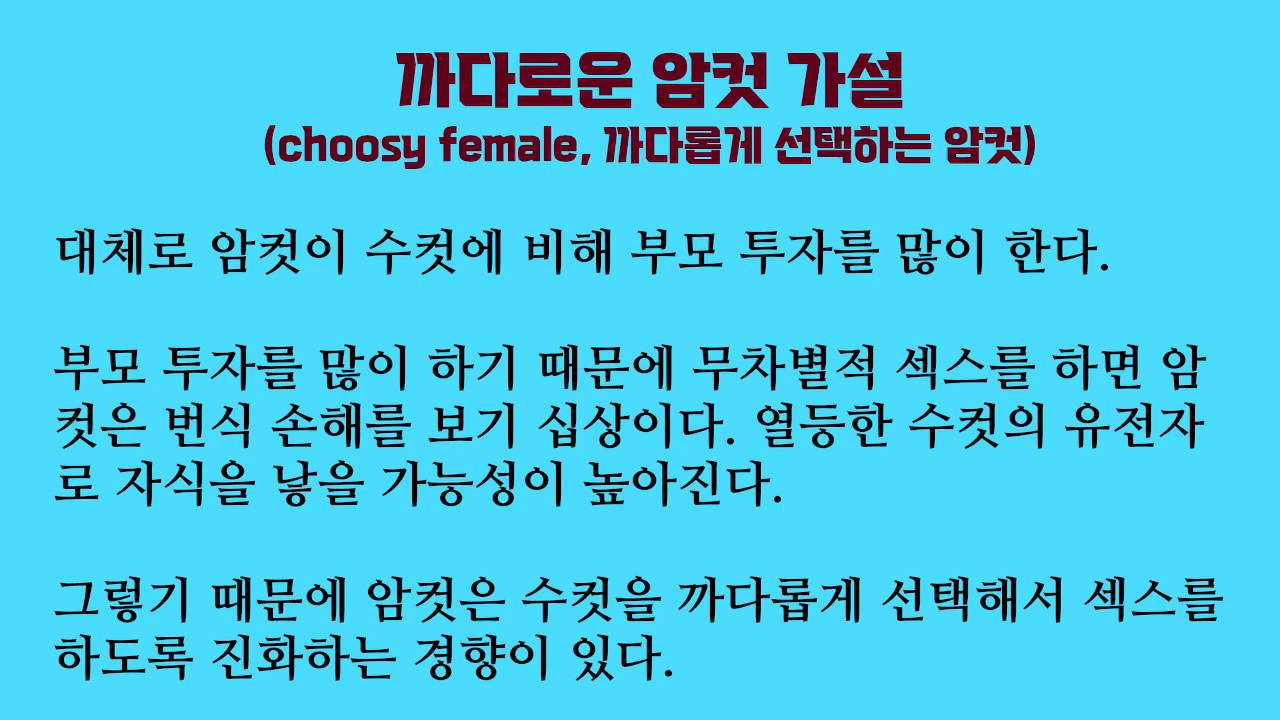 까다로운 암컷 가설
(choosy female, 까다롭게 선택하는 암컷)
대체로 암컷이 수컷에 비해 부모 투자를 많이 한다.
부모 투자를 많이 하기 때문에 무차별적 섹스를 하면 암
컷은 번식 손해를 보기 십상이다. 열등한 수컷의 유전자
로 자식을 낳을 가능성이 높아진다.
그렇기 때문에 암컷은 수컷을 까다롭게 선택해서 섹스를
하도록 진화하는 경향이 있다.